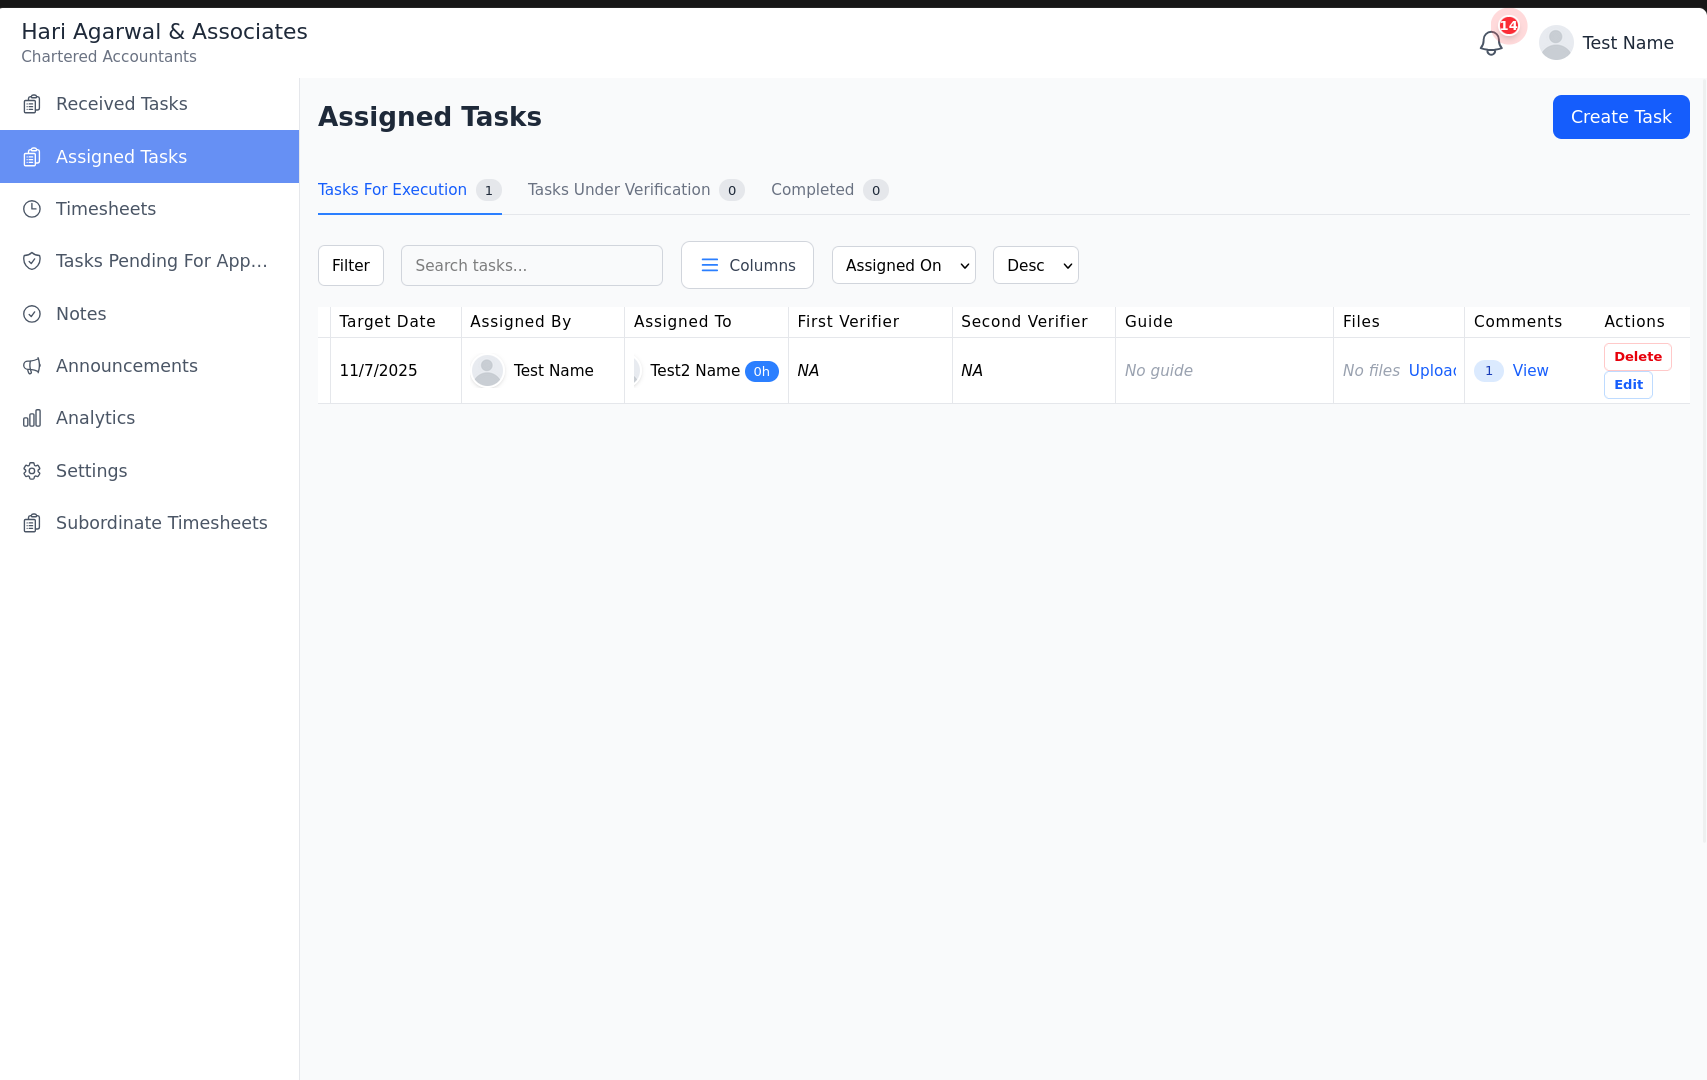 Hari Agarwal & Associates
Chartered Accountants
14
Test Name
Received Tasks
Assigned Tasks
Timesheets
Tasks Pending For App...
Notes
Announcements
Analytics
Settings
Subordinate Timesheets
Assigned Tasks
Create Task
Tasks For Execution 1 Tasks Under Verification 0 Completed 0
Filter Search tasks... Columns Assigned On Desc
Target Date Assigned By Assigned To First Verifier Second Verifier Guide Files Comments Actions
11/7/2025 Test Name Test2 Name 0h NA NA No guide No files Upload 1 View Delete
Edit